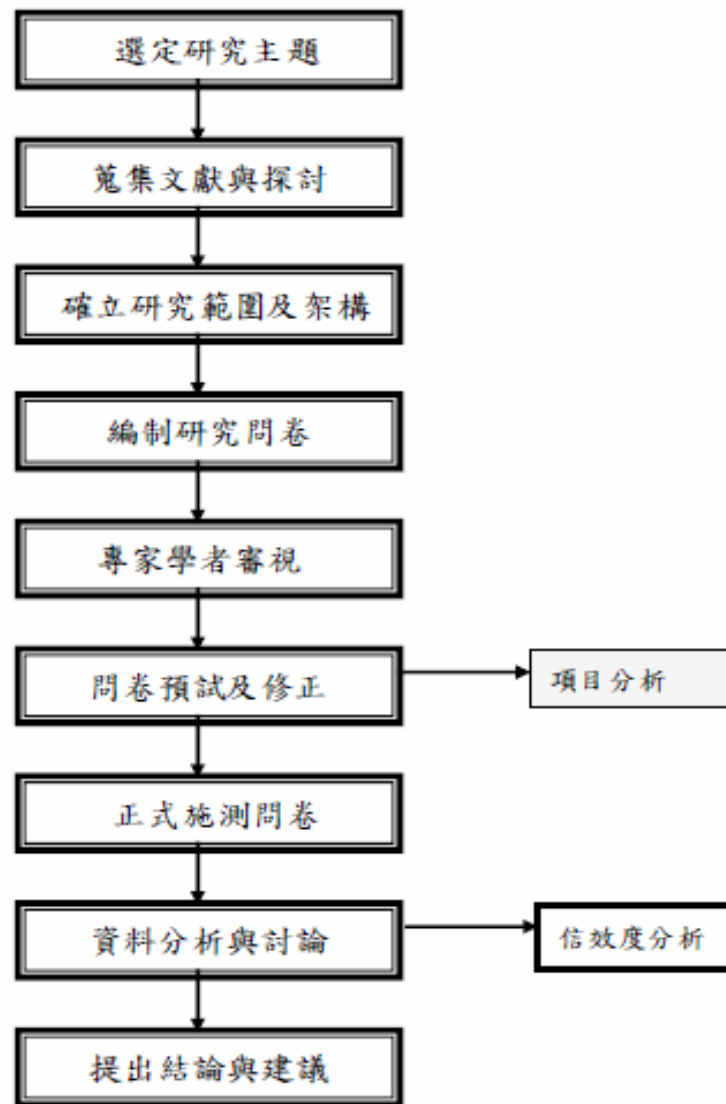 選定研究主題
蒐集文獻與探討
確立研究範圍及架構
編制研究問卷
專家學者審視
問卷預試及修正
項目分析
正式施測問卷
資料分析與討論
信效度分析
提出結論與建議